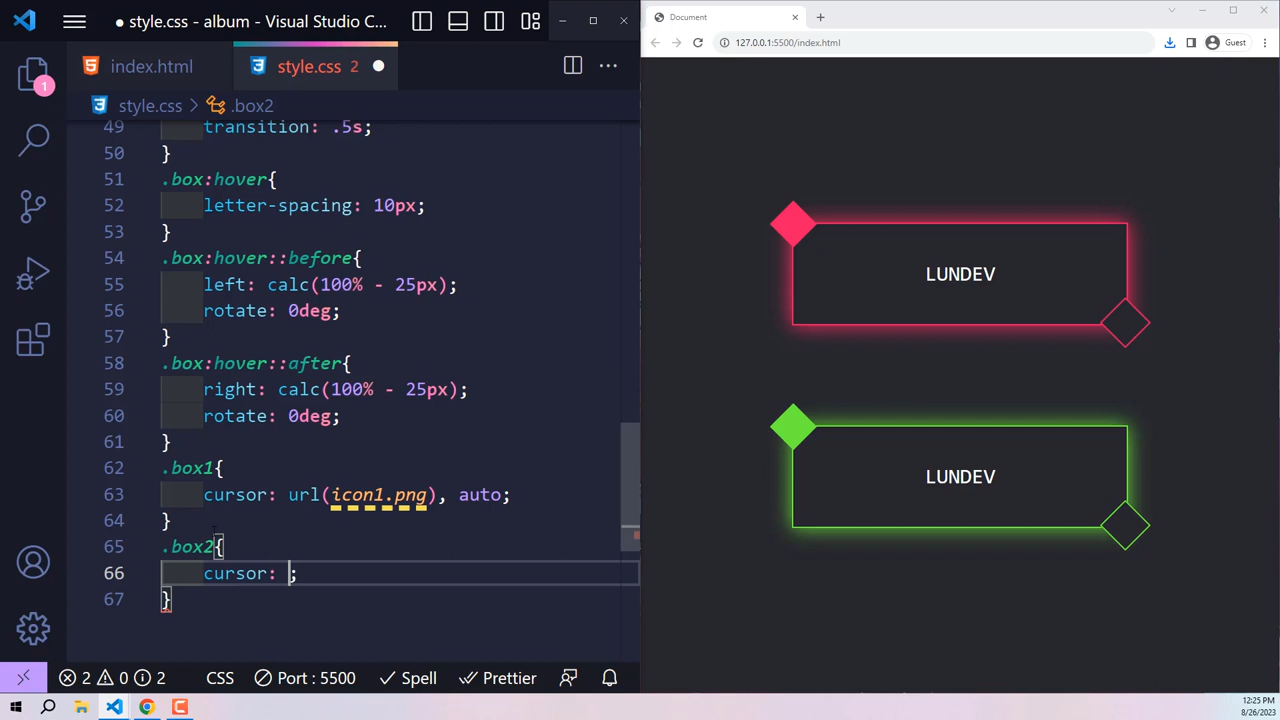 ● style.css - album - Visual Studio C...
index.html
style.css 2
style.css > .box2
49 transition: .5s;
50 }
51 .box:hover{
52 letter-spacing: 10px;
53 }
54 .box:hover::before{
55 left: calc(100% - 25px);
56 rotate: 0deg;
57 }
58 .box:hover::after{
59 right: calc(100% - 25px);
60 rotate: 0deg;
61 }
62 .box1{
63 cursor: url(icon1.png), auto;
64 }
65 .box2{
66 cursor: ;
67 }
1
2 0 2
CSS
Port : 5500
Spell
Prettier
Document
127.0.0.1:5500/index.html
Guest
LUNDEV
LUNDEV
12:25 PM
8/26/2023